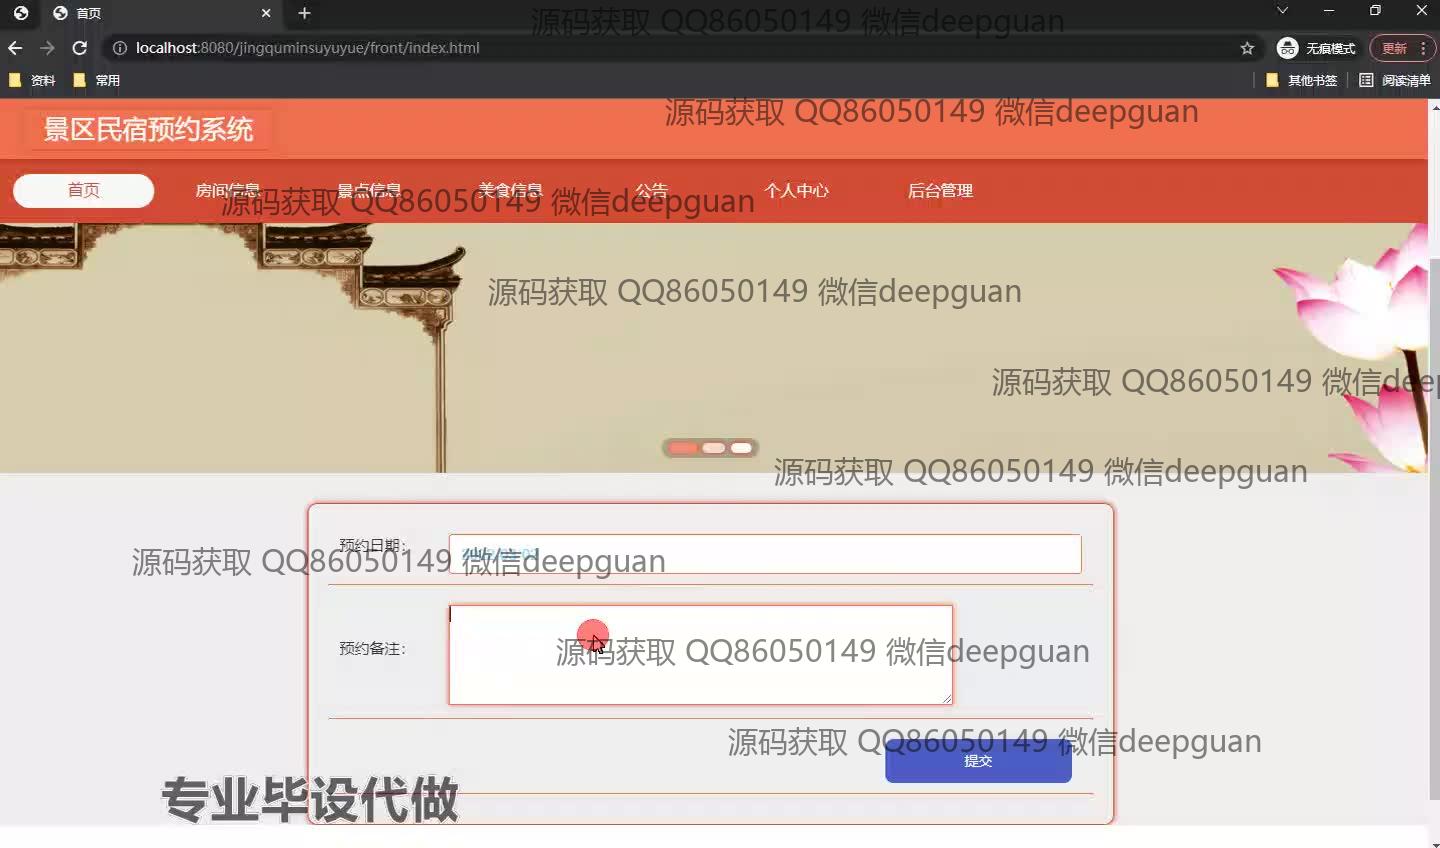 首页
源码获取 QQ86050149 微信deepguan
localhost:8080/jingquminsuyuyue/front/index.html
无痕模式
更新
资料
常用
其他书签
阅读清单
源码获取 QQ86050149 微信deepguan
景区民宿预约系统
首页
房间信息
景点信息
美食信息
公告
个人中心
后台管理
源码获取 QQ86050149 微信deepguan
源码获取 QQ86050149 微信deepguan
源码获取 QQ86050149 微信deep
源码获取 QQ86050149 微信deepguan
预约日期：
源码获取 QQ86050149 微信deepguan
预约备注：
源码获取 QQ86050149 微信deepguan
源码获取 QQ86050149 微信deepguan
提交
专业毕设代做